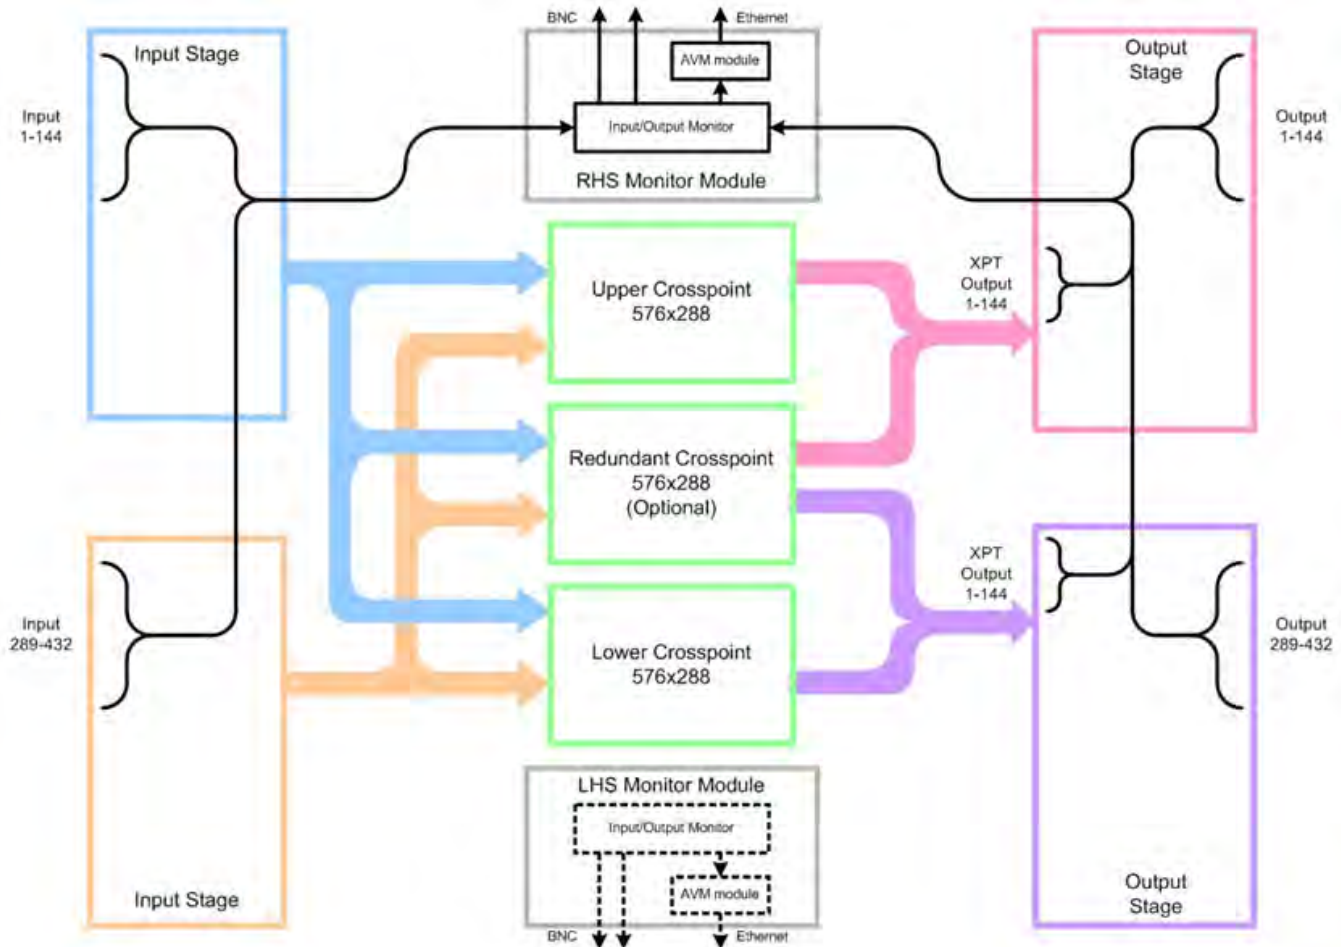 BNC
Ethernet
Input Stage
AVM module
Output
Stage
Input
1-144
Input/Output Monitor
Output
1-144
RHS Monitor Module
Upper Crosspoint
576x288
XPT
Output
1-144
Redundant Crosspoint
576x288
(Optional)
XPT
Output
1-144
Input
289-432
Lower Crosspoint
576x288
Output
289-432
LHS Monitor Module
Input/Output Monitor
AVM module
Input Stage
Output
Stage
BNC
Ethernet